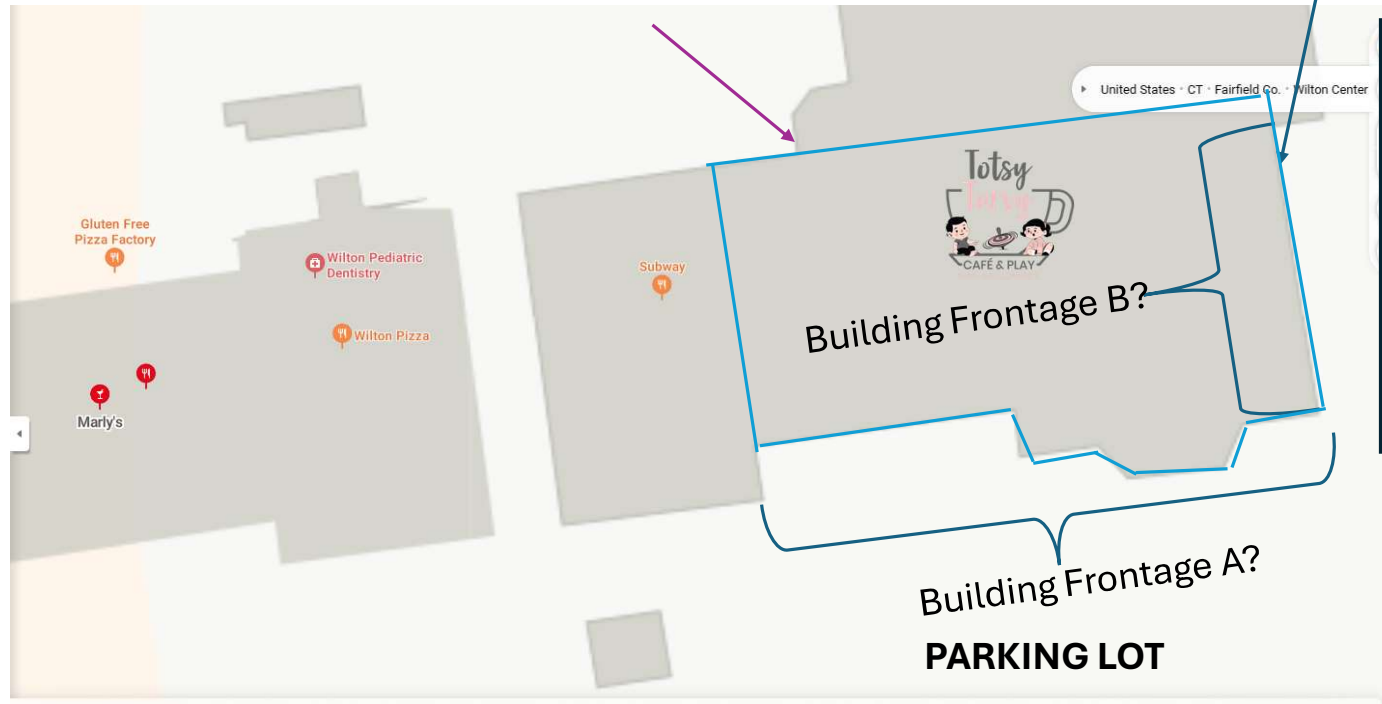 United States · CT · Fairfield Co. · Wilton Center
Totsy
Torsy
CAFÉ & PLAY
Gluten Free
Pizza Factory
Wilton Pediatric
Dentistry
Subway
Building Frontage B?
Wilton Pizza
Marly's
Building Frontage A?
PARKING LOT